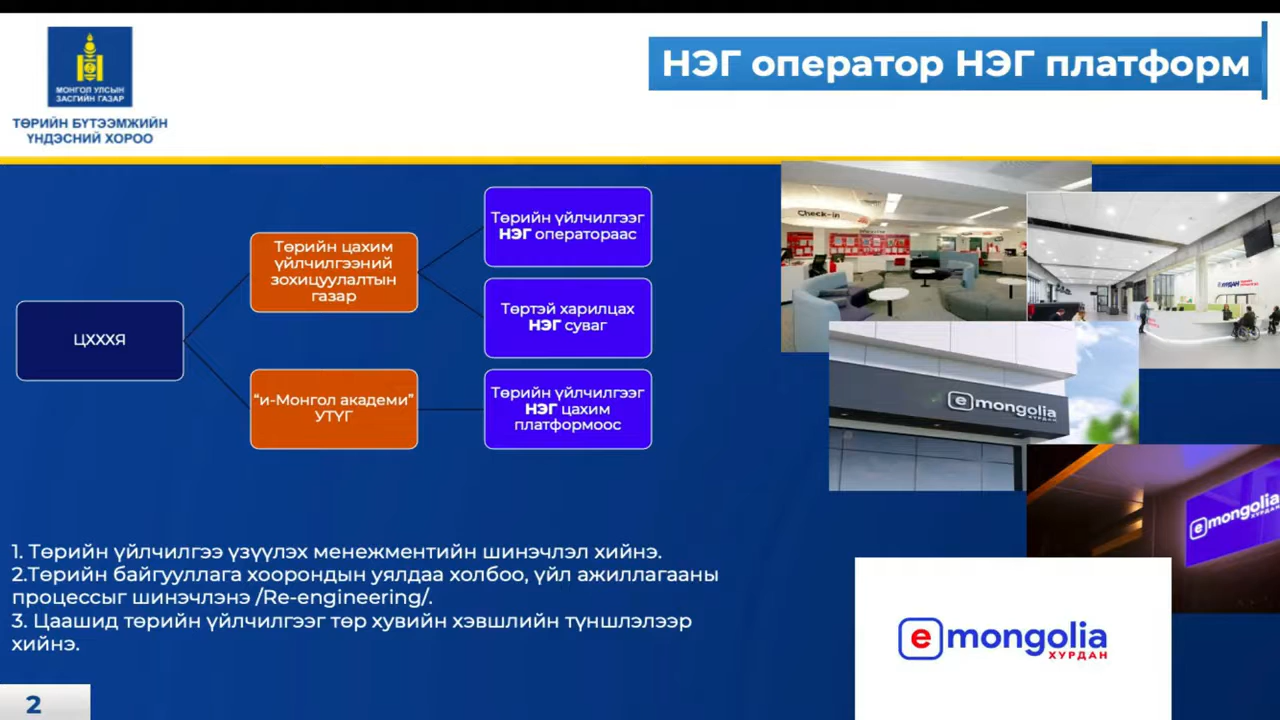 НЭГ оператор НЭГ платформ
МОНГОЛ УЛСЫН
ЗАСГИЙН ГАЗАР
ТӨРИЙН БҮТЭЭМЖИЙН
ҮНДЭСНИЙ ХОРОО
ЦХХХЯ
Төрийн цахим
үйлчилгээний
зохицуулалтын
газар
“и-Монгол академи”
УТҮГ
Төрийн үйлчилгээг
НЭГ оператораас
Төртэй харилцах
НЭГ суваг
Төрийн үйлчилгээг
НЭГ цахим
платформоос
Check-in
ХУРДАН
e mongolia
ХУРДАН
e mongolia
ХУРДАН
e mongolia
ХУРДАН
1. Төрийн үйлчилгээ үзүүлэх менежментийн шинэчлэл хийнэ.
2.Төрийн байгууллага хоорондын уялдаа холбоо, үйл ажиллагааны
процессыг шинэчлэнэ /Re-engineering/.
3. Цаашид төрийн үйлчилгээг төр хувийн хэвшлийн түншлэлээр
хийнэ.
2